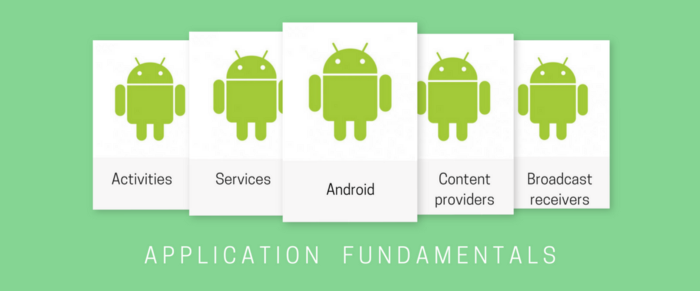 Activities
Services
Android
Content
providers
Broadcast
receivers
APPLICATION FUNDAMENTALS